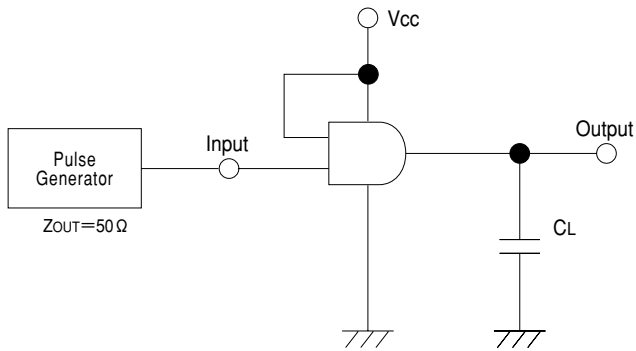 Vcc
Input
Output
Pulse
Generator
ZOUT=50Ω
CL